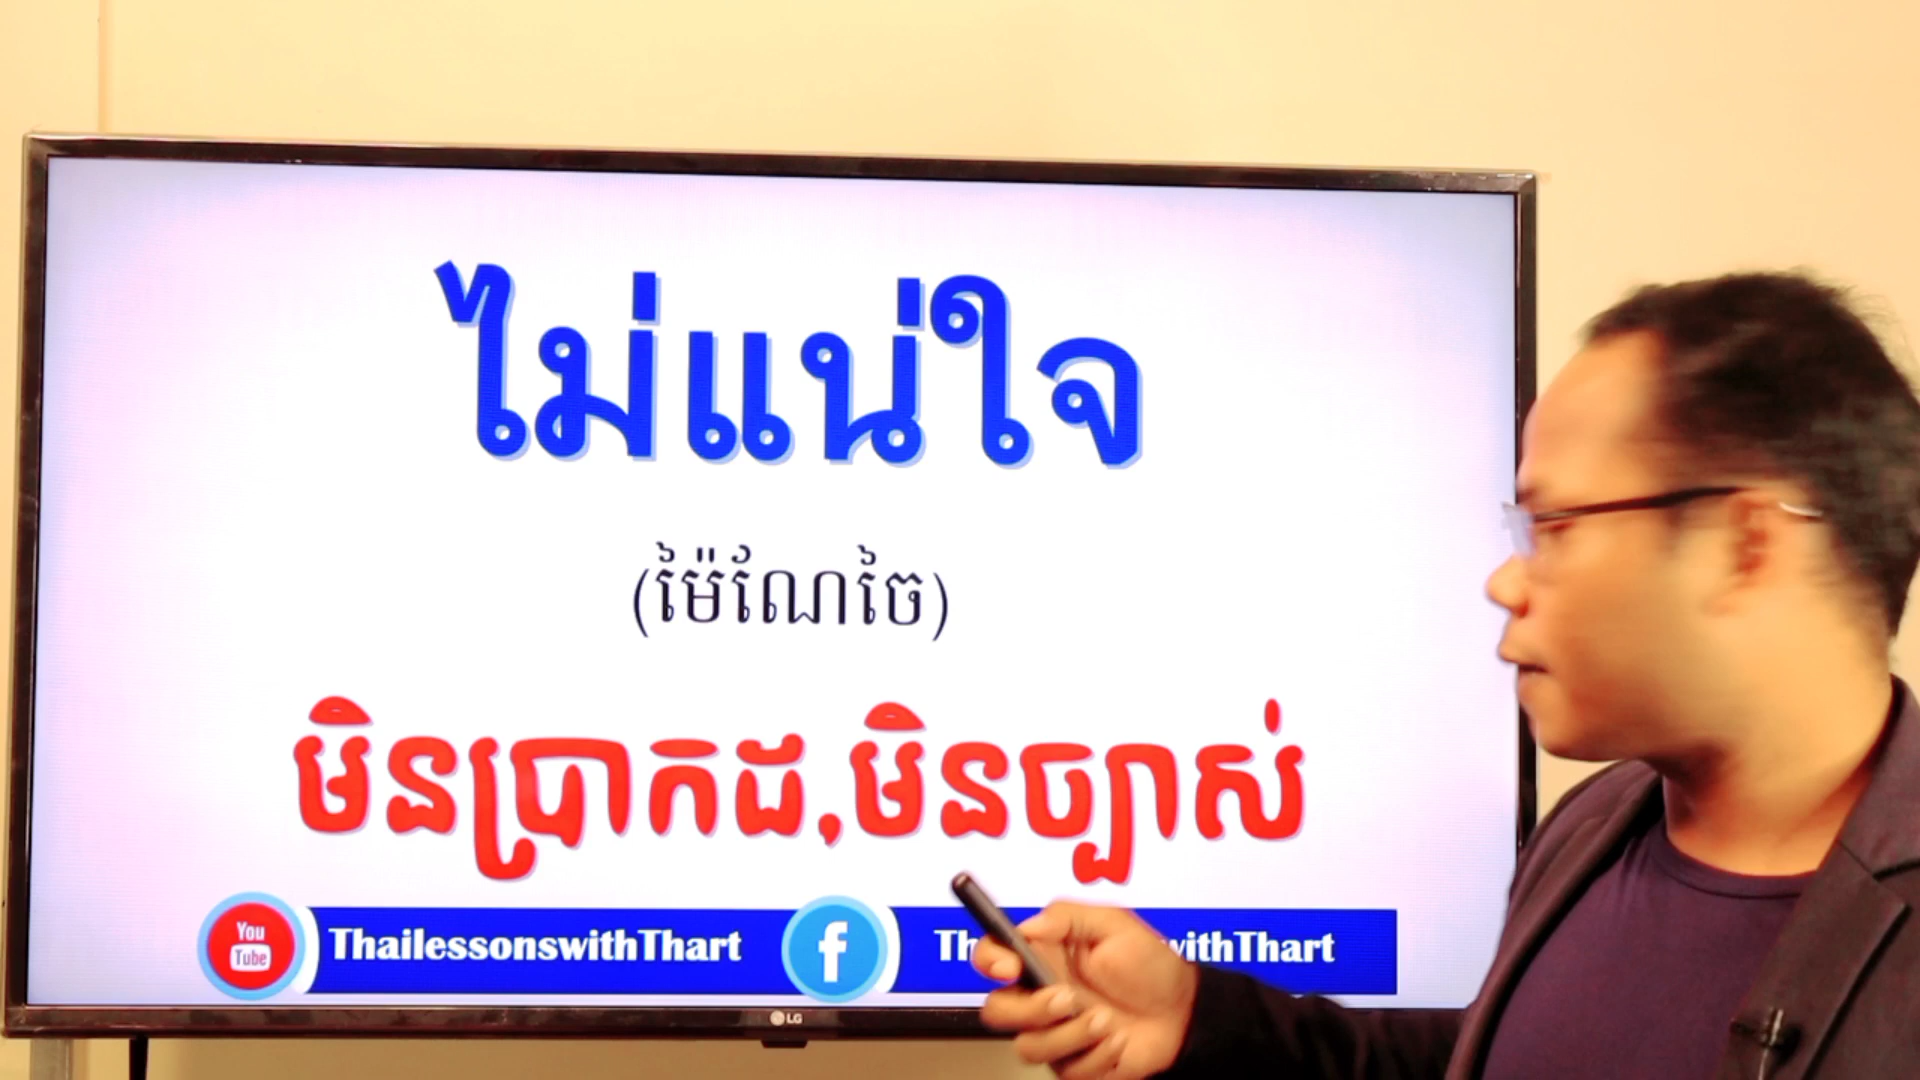 ไม่แน่ใจ
(ម៉ៃណែចៃ)
មិនប្រាកដ,មិនច្បាស់
You Tube ThailessonswithThart f withThart
LG